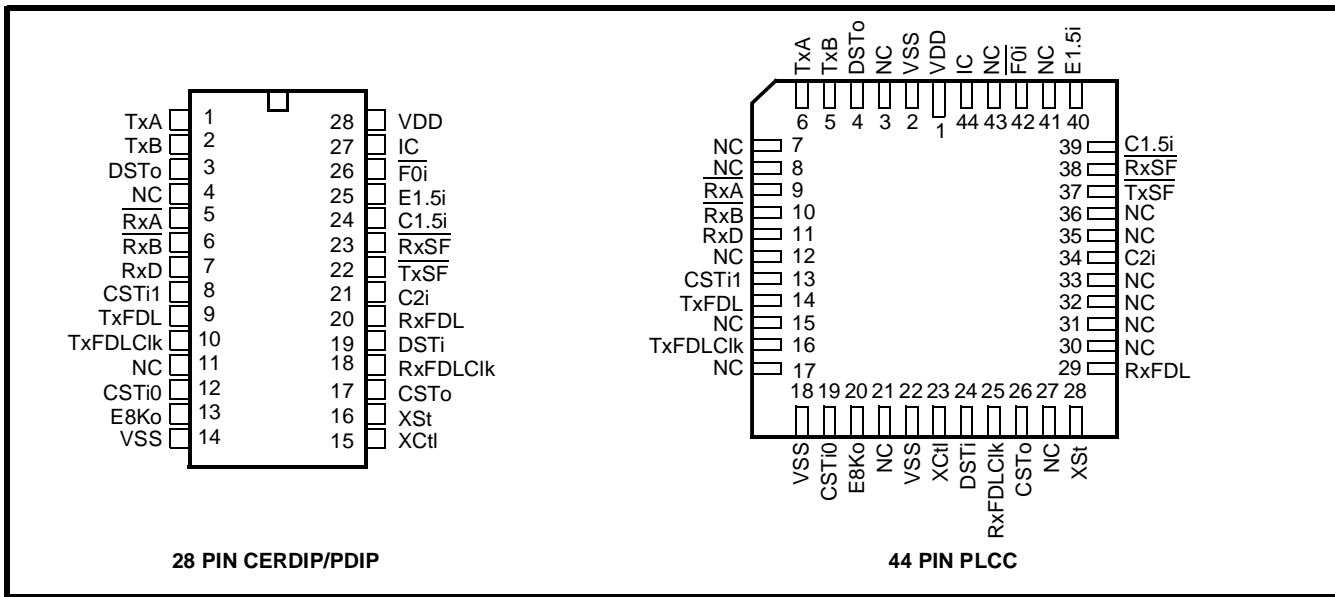 TxA 1 28 VDD
TxB 2 27 IC
DSTo 3 26 F0i
NC 4 25 E1.5i
RxA 5 24 C1.5i
RxB 6 23 RxSF
RxD 7 22 TxSF
CSTi1 8 21 C2i
TxFDL 9 20 RxFDL
TxFDLClk 10 19 DSTi
NC 11 18 RxFDLClk
CSTi0 12 17 CSTo
E8Ko 13 16 XSt
VSS 14 15 XCtl
28 PIN CERDIP/PDIP
TxA TxB DSTo NC VSS VDD IC NC F0i NC E1.5i
6 5 4 3 2 1 44 43 42 41 40
NC 7 39 C1.5i
NC 8 38 RxSF
RxA 9 37 TxSF
RxB 10 36 NC
RxD 11 35 NC
NC 12 34 C2i
CSTi1 13 33 NC
TxFDL 14 32 NC
NC 15 31 NC
TxFDLClk 16 30 NC
NC 17 29 RxFDL
18 19 20 21 22 23 24 25 26 27 28
VSS CSTi0 E8Ko NC VSS XCtl DSTi RxFDLClk CSTo NC XSt
44 PIN PLCC